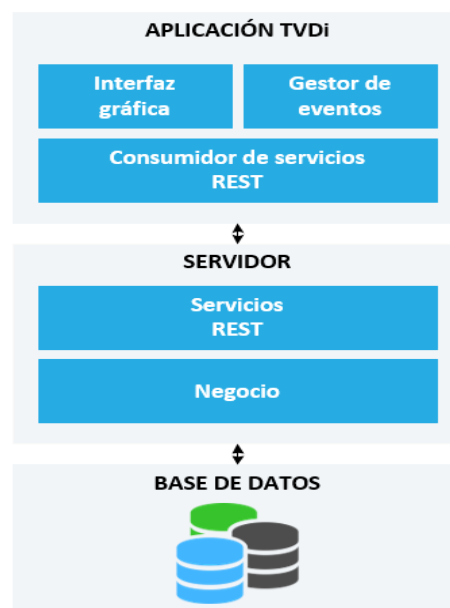 APLICACIÓN TVDi
Interfaz
gráfica
Gestor de
eventos
Consumidor de servicios
REST
SERVIDOR
Servicios
REST
Negocio
BASE DE DATOS